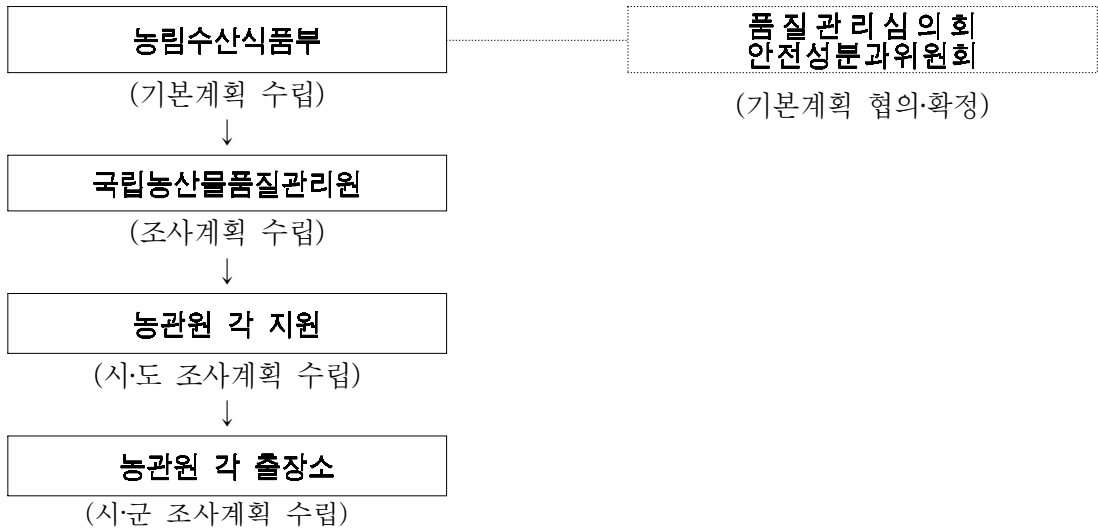 농림수산식품부
품 질 관 리 심 의 회
안전성분과위원회
(기본계획 수립)
(기본계획 협의·확정)
↓
국립농산물품질관리원
(조사계획 수립)
↓
농관원 각 지원
(시·도 조사계획 수립)
↓
농관원 각 출장소
(시·군 조사계획 수립)